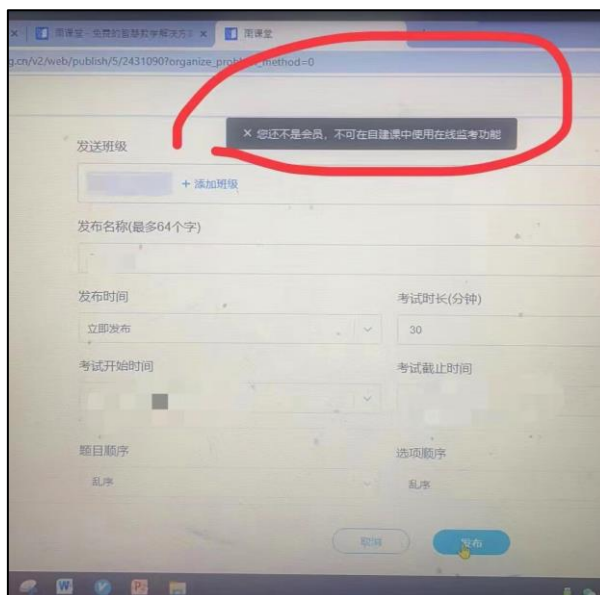 雨课堂 - 免费的智慧教学解决方案
雨课堂
g.cn/v2/web/publish/5/2431090?organize_problem_method=0
× 您还不是会员，不可在自建课中使用在线监考功能
发送班级
+ 添加班级
发布名称(最多64个字)
发布时间
考试时长(分钟)
立即发布
30
考试开始时间
考试截止时间
题目顺序
选项顺序
乱序
乱序
取消
发布